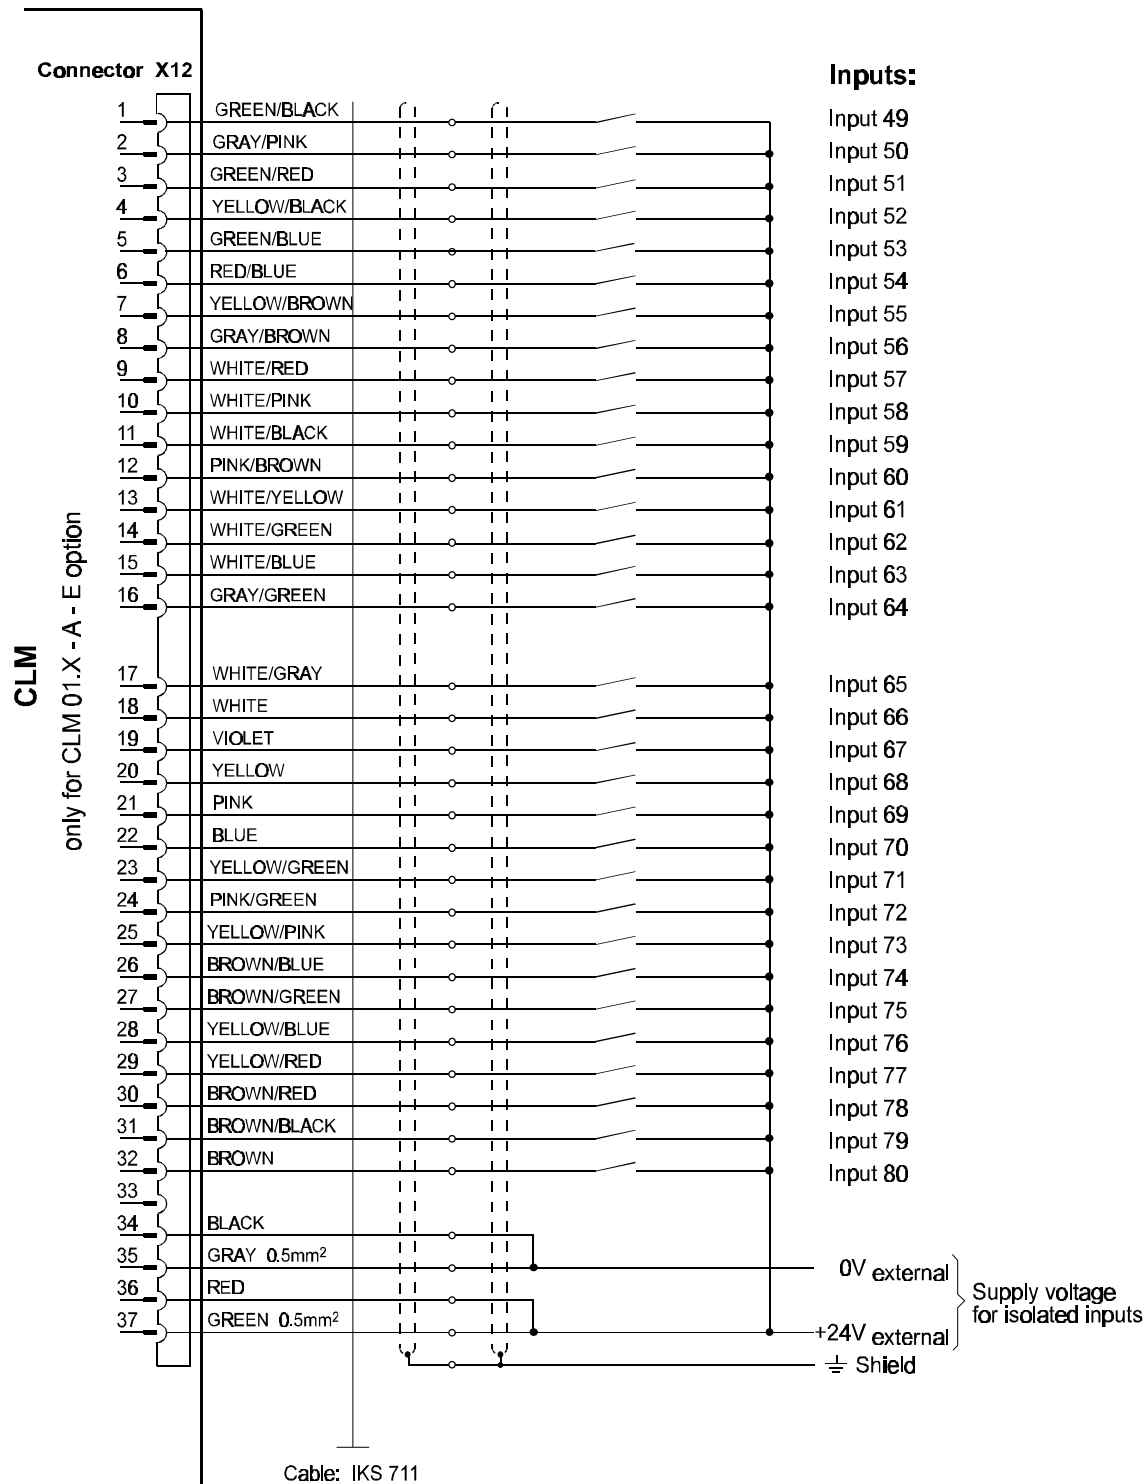 Connector X12
Inputs:
1 GREEN/BLACK Input 49
2 GRAY/PINK Input 50
3 GREEN/RED Input 51
4 YELLOW/BLACK Input 52
5 GREEN/BLUE Input 53
6 RED/BLUE Input 54
7 YELLOW/BROWN Input 55
8 GRAY/BROWN Input 56
9 WHITE/RED Input 57
10 WHITE/PINK Input 58
11 WHITE/BLACK Input 59
12 PINK/BROWN Input 60
13 WHITE/YELLOW Input 61
14 WHITE/GREEN Input 62
15 WHITE/BLUE Input 63
16 GRAY/GREEN Input 64
CLM
only for CLM 01.X - A - E option
17 WHITE/GRAY Input 65
18 WHITE Input 66
19 VIOLET Input 67
20 YELLOW Input 68
21 PINK Input 69
22 BLUE Input 70
23 YELLOW/GREEN Input 71
24 PINK/GREEN Input 72
25 YELLOW/PINK Input 73
26 BROWN/BLUE Input 74
27 BROWN/GREEN Input 75
28 YELLOW/BLUE Input 76
29 YELLOW/RED Input 77
30 BROWN/RED Input 78
31 BROWN/BLACK Input 79
32 BROWN Input 80
33
34 BLACK
35 GRAY 0.5mm² 0V external
36 RED
37 GREEN 0.5mm² +24V external
Supply voltage
for isolated inputs
Shield
Cable: IKS 711